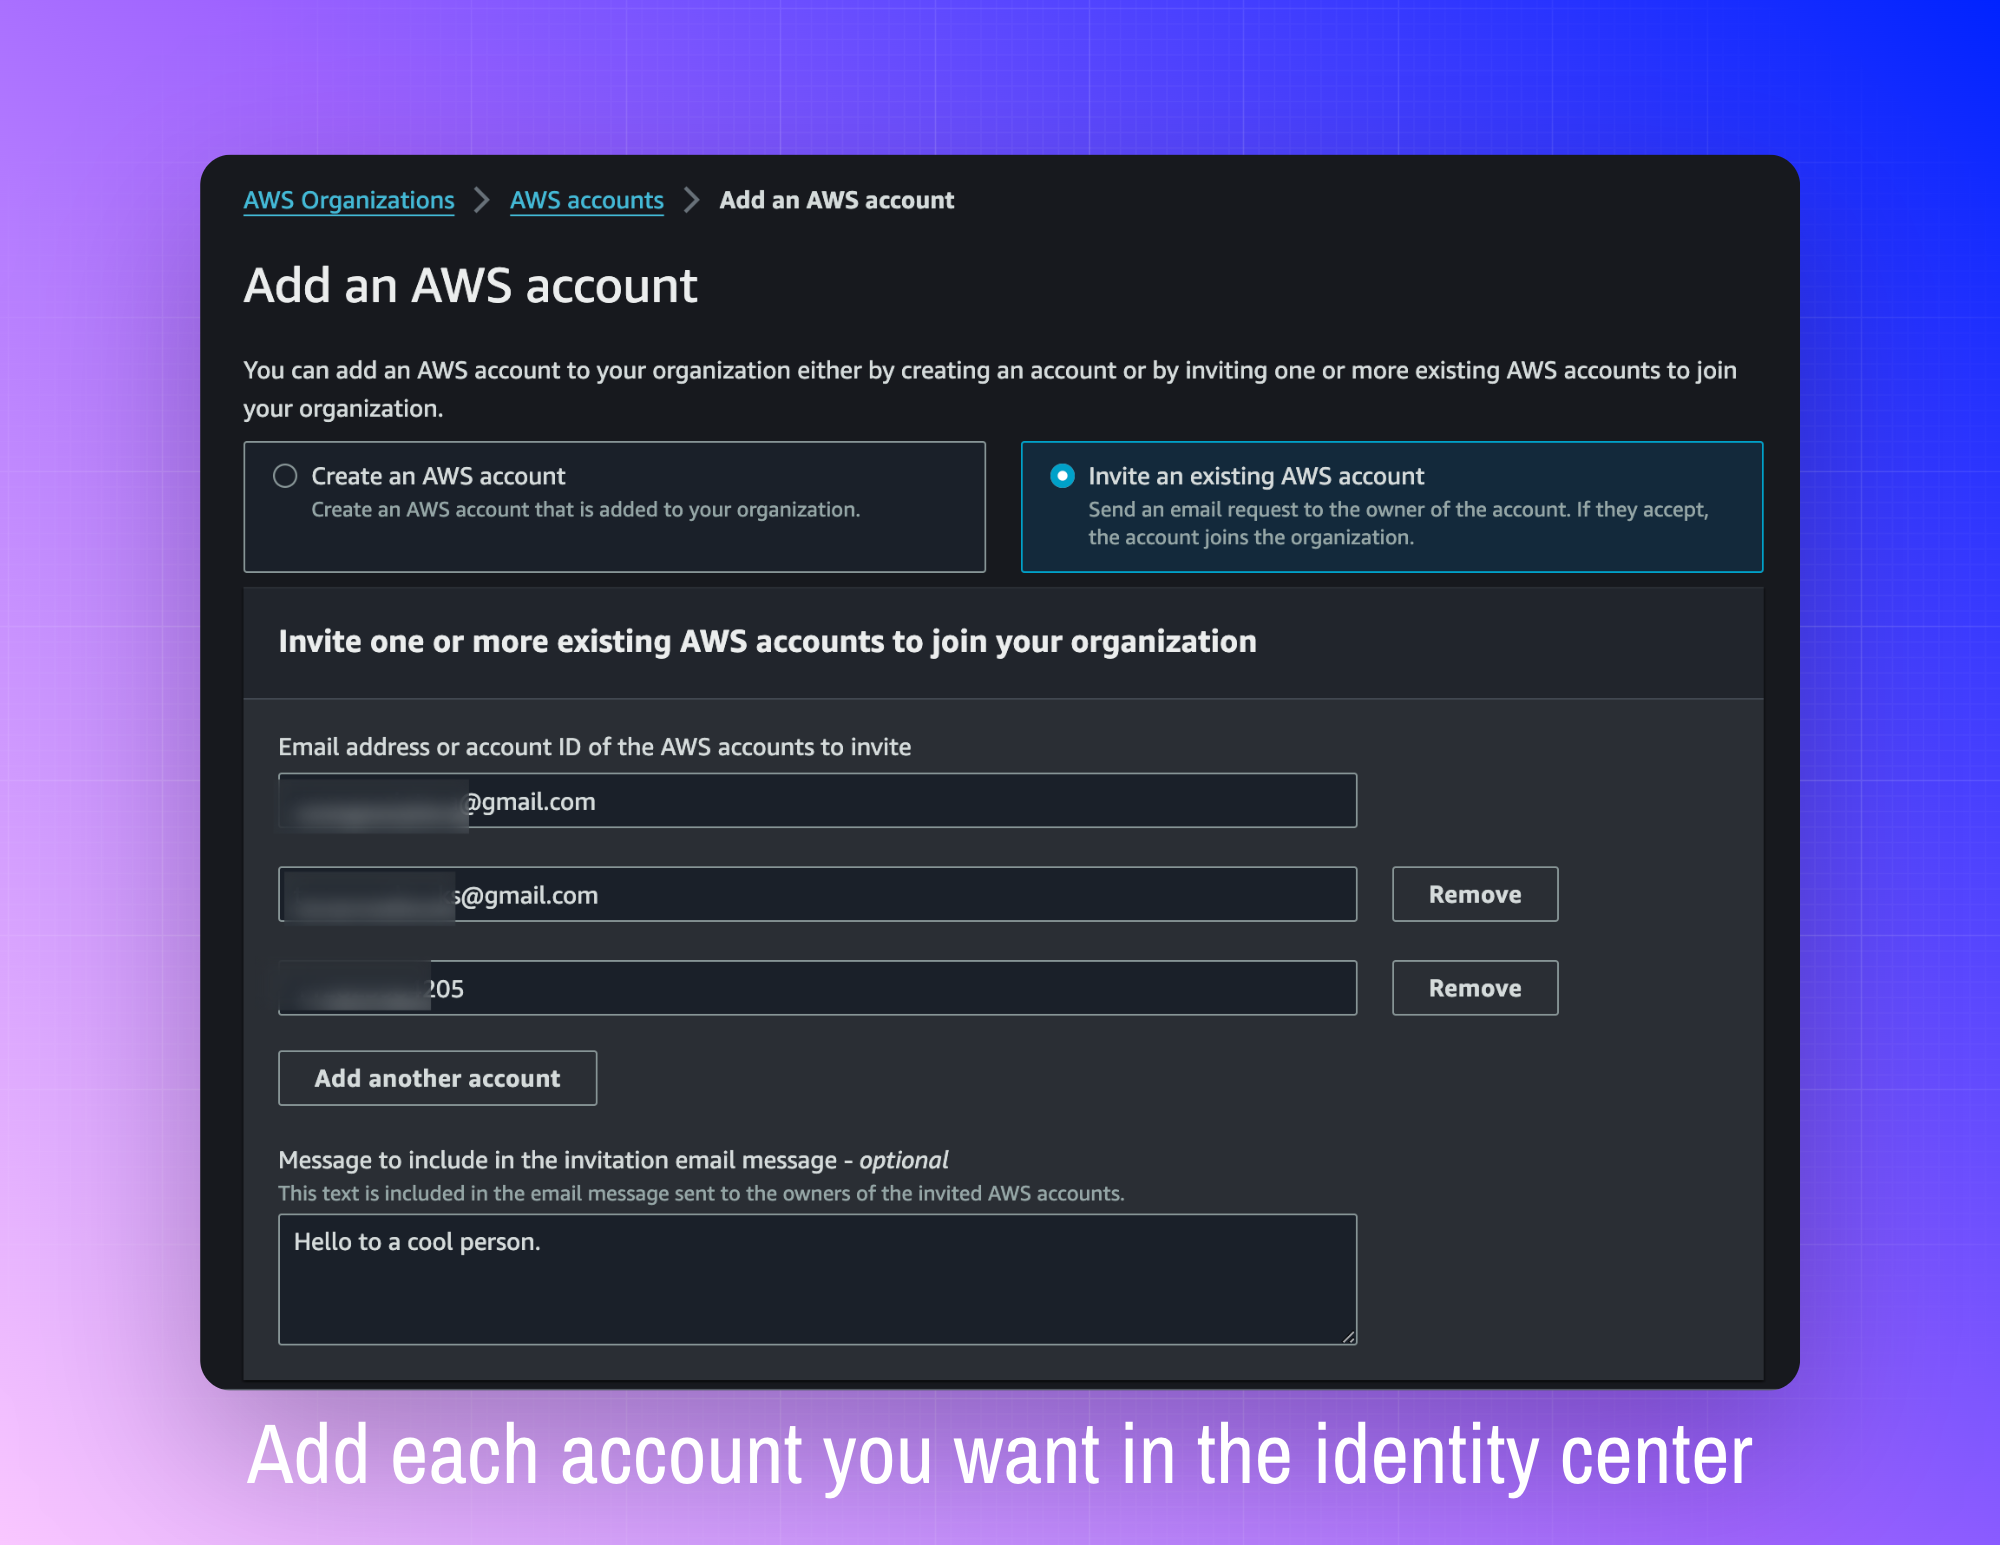 AWS Organizations > AWS accounts > Add an AWS account
Add an AWS account
You can add an AWS account to your organization either by creating an account or by inviting one or more existing AWS accounts to join
your organization.
Create an AWS account
Create an AWS account that is added to your organization.
Invite an existing AWS account
Send an email request to the owner of the account. If they accept,
the account joins the organization.
Invite one or more existing AWS accounts to join your organization
Email address or account ID of the AWS accounts to invite
@gmail.com
s@gmail.com
Remove
205
Remove
Add another account
Message to include in the invitation email message - optional
This text is included in the email message sent to the owners of the invited AWS accounts.
Hello to a cool person.
Add each account you want in the identity center